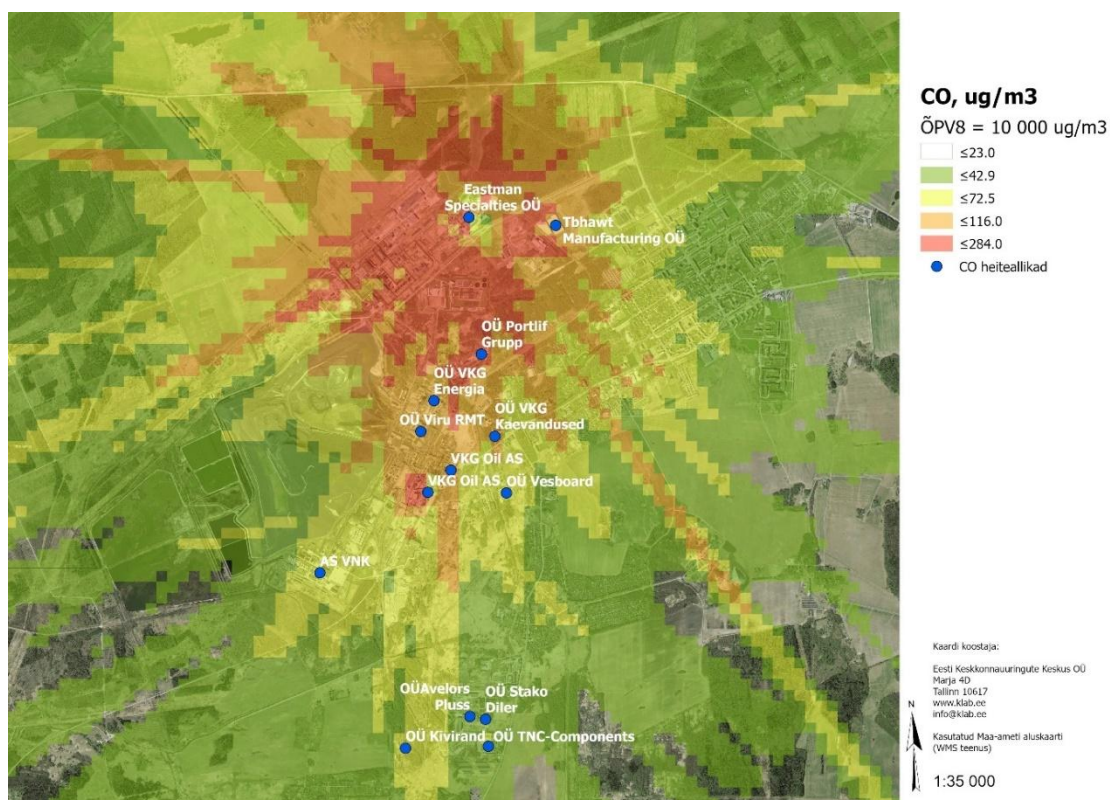 CO, ug/m3
ÕPV8 = 10 000 ug/m3
≤23.0
≤42.9
≤72.5
≤116.0
≤284.0
CO heiteallikad
Eastman
Specialties OÜ
Tbhawt
Manufacturing OÜ
OÜ Portlif
Grupp
OÜ VKG
Energia
OÜ Viru RMT
OÜ VKG
Kaevandused
VKG Oil AS
VKG Oil AS
OÜ Vesboard
AS VNK
OÜAvelors
Pluss
OÜ Stako
Diler
OÜ Kivirand
OÜ TNC-Components
Kaardi koostaja:
Eesti Keskkonnauuringute Keskus OÜ
Marja 4D
Tallinn 10617
www.klab.ee
info@klab.ee
Kasutatud Maa-ameti aluskaarti
(WMS teenus)
N
1:35 000